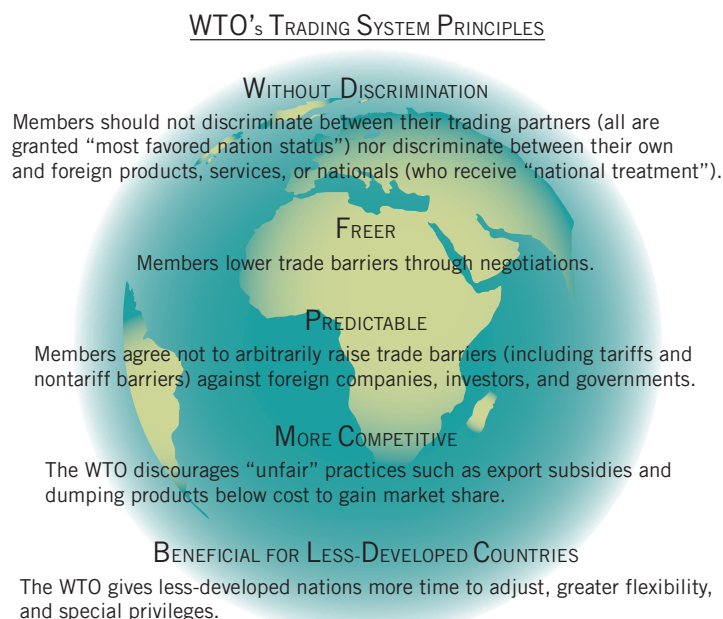 WTO's Trading System Principles
Without Discrimination
Members should not discriminate between their trading partners (all are
granted “most favored nation status”) nor discriminate between their own
and foreign products, services, or nationals (who receive “national treatment”).
Freer
Members lower trade barriers through negotiations.
Predictable
Members agree not to arbitrarily raise trade barriers (including tariffs and
nontariff barriers) against foreign companies, investors, and governments.
More Competitive
The WTO discourages “unfair” practices such as export subsidies and
dumping products below cost to gain market share.
Beneficial for Less-Developed Countries
The WTO gives less-developed nations more time to adjust, greater flexibility,
and special privileges.